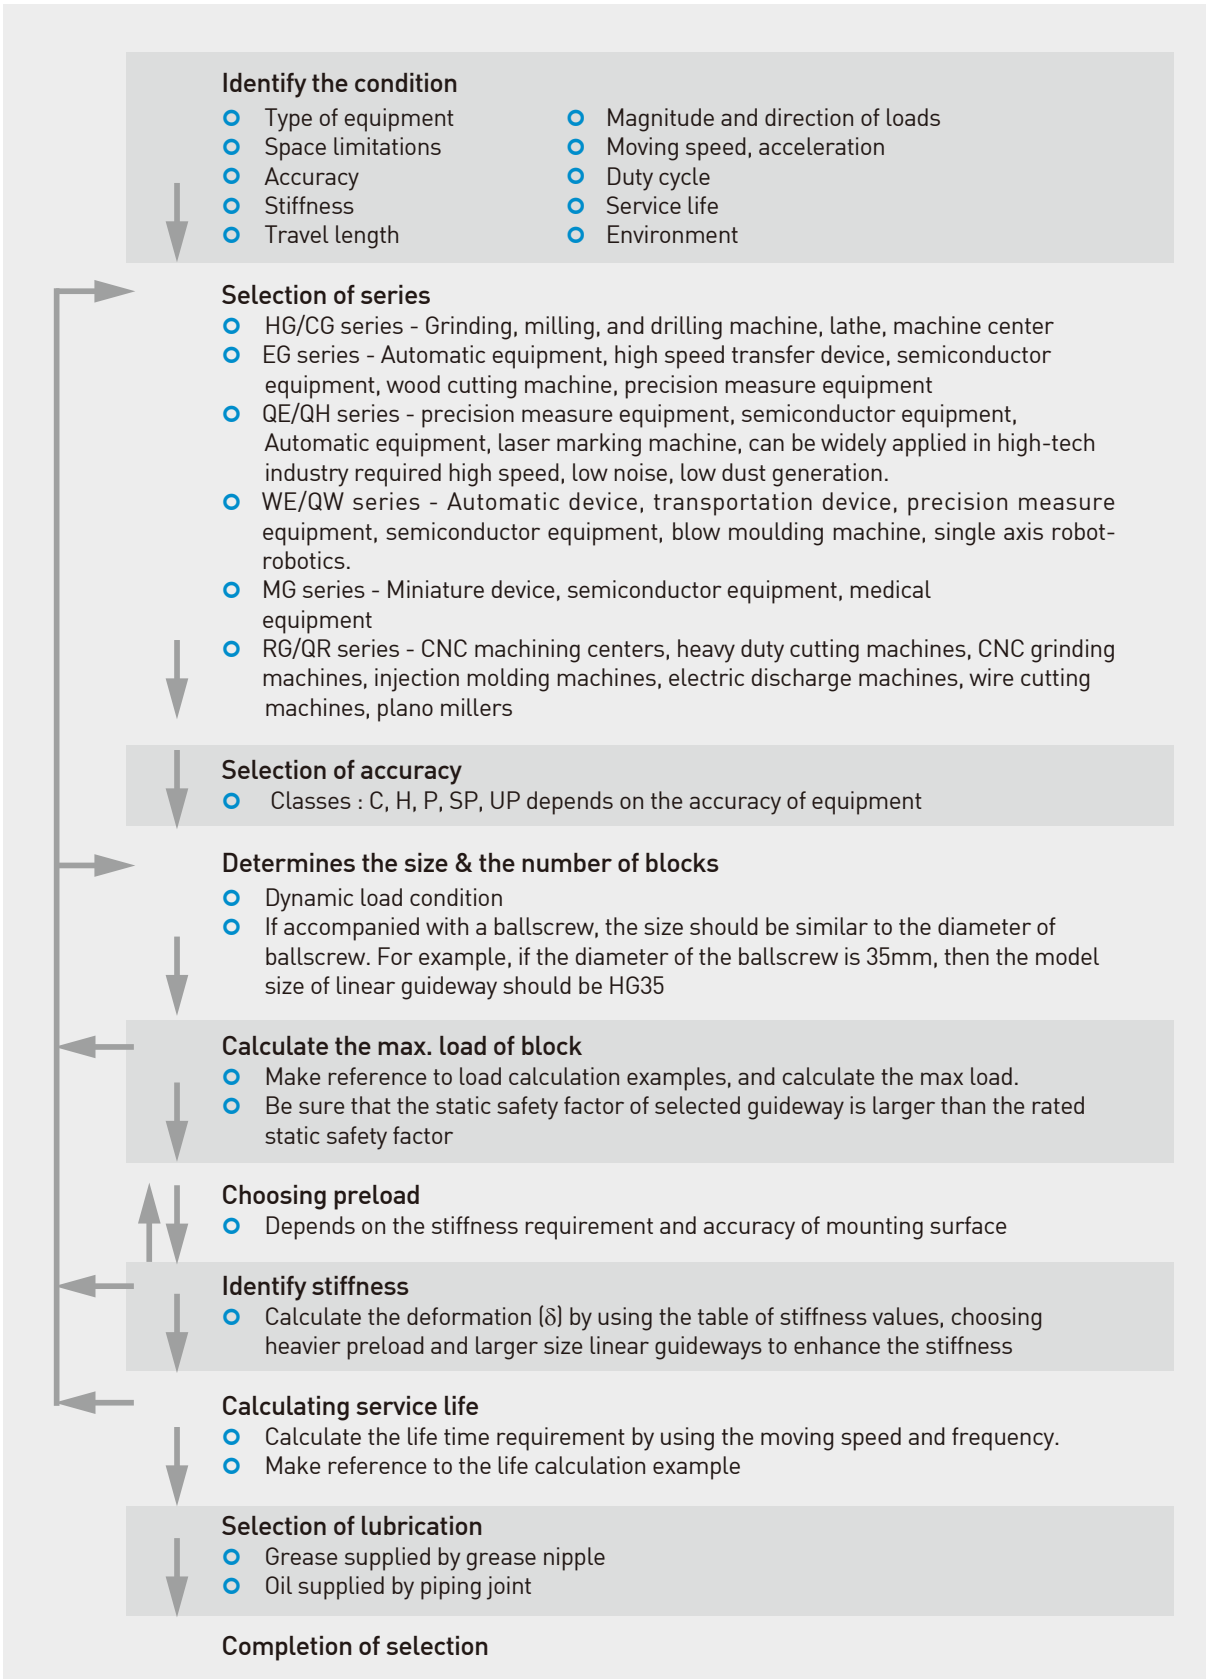 Identify the condition
Type of equipment
Space limitations
Accuracy
Stiffness
Travel length
Magnitude and direction of loads
Moving speed, acceleration
Duty cycle
Service life
Environment
Selection of series
HG/CG series - Grinding, milling, and drilling machine, lathe, machine center
EG series - Automatic equipment, high speed transfer device, semiconductor
equipment, wood cutting machine, precision measure equipment
QE/QH series - precision measure equipment, semiconductor equipment,
Automatic equipment, laser marking machine, can be widely applied in high-tech
industry required high speed, low noise, low dust generation.
WE/QW series - Automatic device, transportation device, precision measure
equipment, semiconductor equipment, blow moulding machine, single axis robot-
robotics.
MG series - Miniature device, semiconductor equipment, medical
equipment
RG/QR series - CNC machining centers, heavy duty cutting machines, CNC grinding
machines, injection molding machines, electric discharge machines, wire cutting
machines, plano millers
Selection of accuracy
Classes : C, H, P, SP, UP depends on the accuracy of equipment
Determines the size & the number of blocks
Dynamic load condition
If accompanied with a ballscrew, the size should be similar to the diameter of
ballscrew. For example, if the diameter of the ballscrew is 35mm, then the model
size of linear guideway should be HG35
Calculate the max. load of block
Make reference to load calculation examples, and calculate the max load.
Be sure that the static safety factor of selected guideway is larger than the rated
static safety factor
Choosing preload
Depends on the stiffness requirement and accuracy of mounting surface
Identify stiffness
Calculate the deformation (δ) by using the table of stiffness values, choosing
heavier preload and larger size linear guideways to enhance the stiffness
Calculating service life
Calculate the life time requirement by using the moving speed and frequency.
Make reference to the life calculation example
Selection of lubrication
Grease supplied by grease nipple
Oil supplied by piping joint
Completion of selection